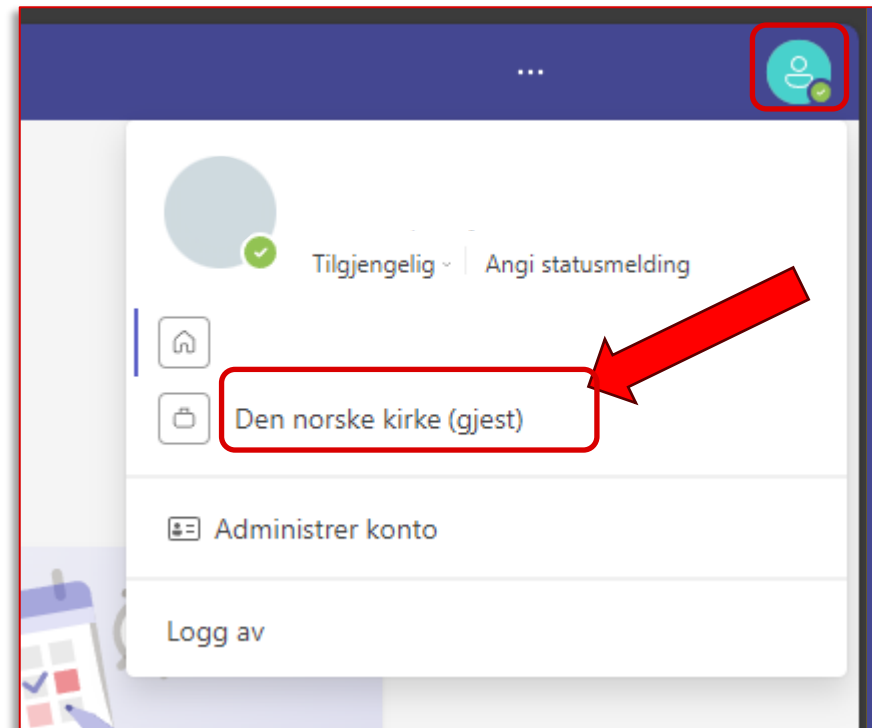 ...
Tilgjengelig Angi statusmelding
Den norske kirke (gjest)
Administrer konto
Logg av